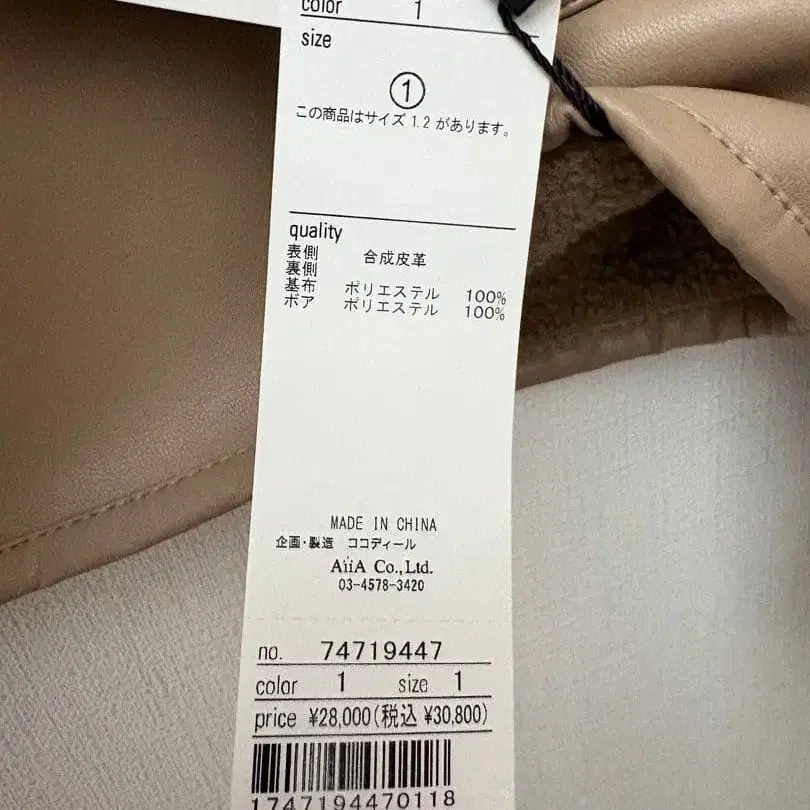 color 1
size
①
この商品はサイズ 1.2 があります。
quality
表側 合成皮革
裏側
基布 ポリエステル 100%
ボア ポリエステル 100%
MADE IN CHINA
企画・製造 ココディール
AiiA Co.,Ltd.
03-4578-3420
no. 74719447
color 1 size 1
price ¥28,000(税込 ¥30,800)
1747194470118